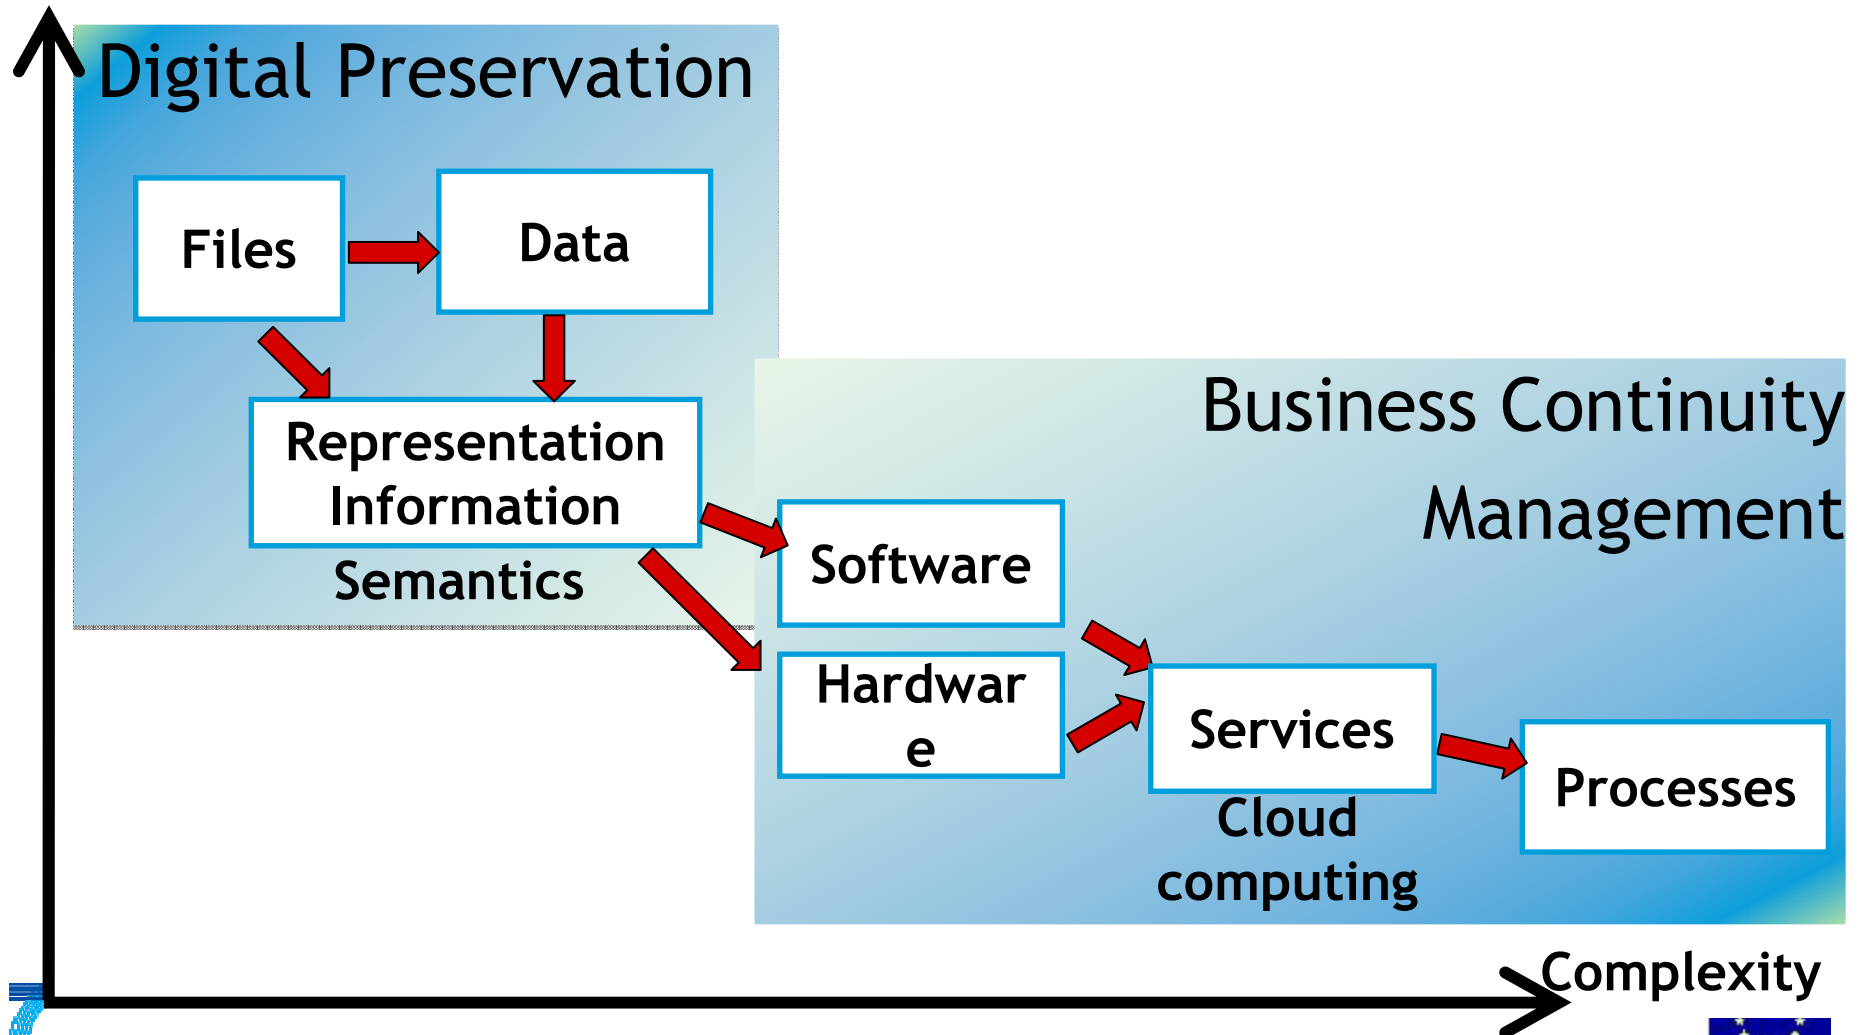 Digital Preservation
Files
Data
Representation
Information
Semantics
Business Continuity
Management
Software
Hardwar
e
Services
Cloud
computing
Processes
Complexity